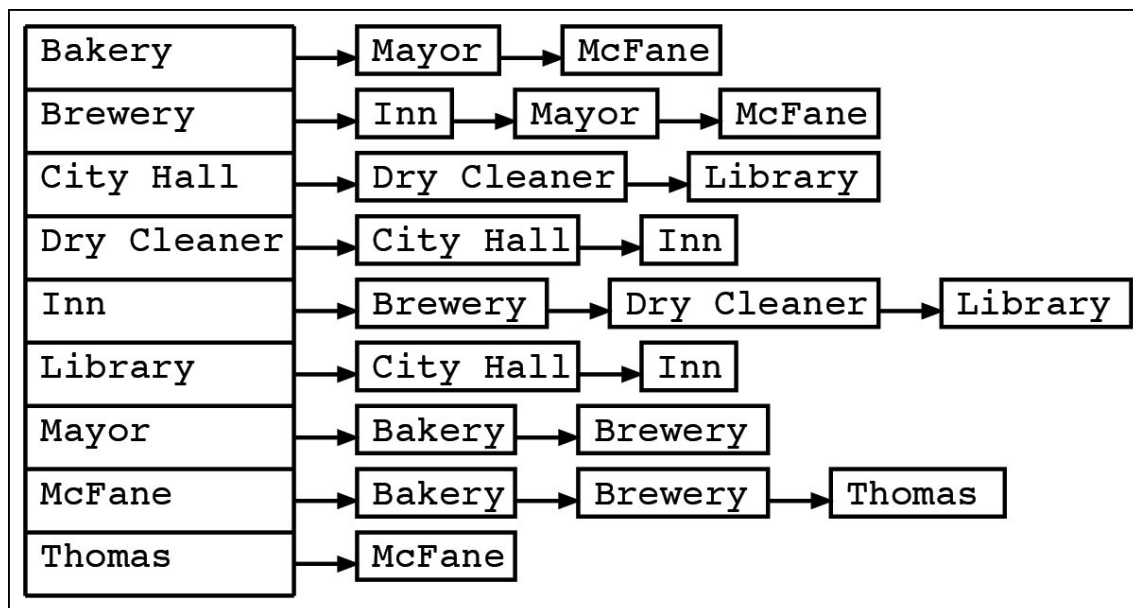 Bakery Mayor McFane
Brewery Inn Mayor McFane
City Hall Dry Cleaner Library
Dry Cleaner City Hall Inn
Inn Brewery Dry Cleaner Library
Library City Hall Inn
Mayor Bakery Brewery
McFane Bakery Brewery Thomas
Thomas McFane